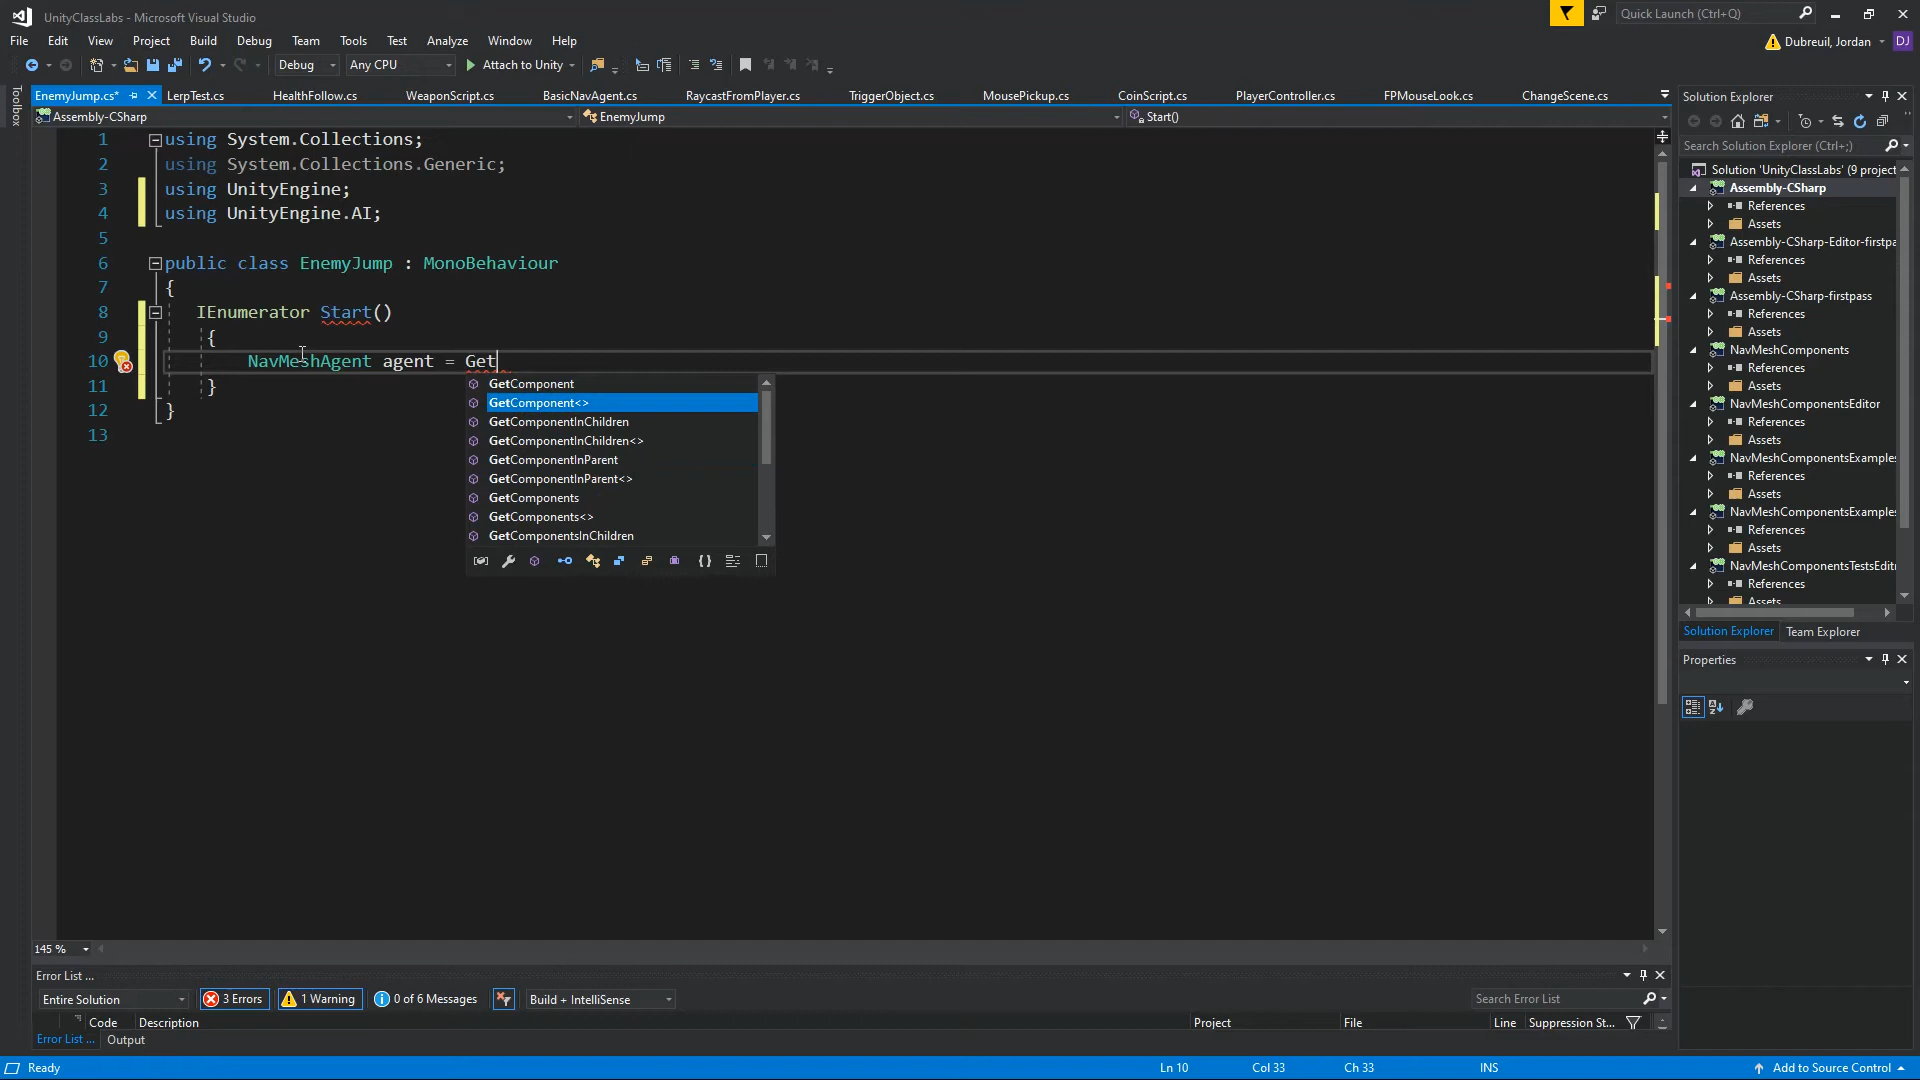 UnityClassLabs - Microsoft Visual Studio
Quick Launch (Ctrl+Q)
File Edit View Project Build Debug Team Tools Test Analyze Window Help
Dubreuil, Jordan DJ
Debug Any CPU Attach to Unity
Toolbox
EnemyJump.cs* LerpTest.cs HealthFollow.cs WeaponScript.cs BasicNavAgent.cs RaycastFromPlayer.cs TriggerObject.cs MousePickup.cs CoinScript.cs PlayerController.cs FPMouseLook.cs ChangeScene.cs
Assembly-CSharp EnemyJump Start()
1 using System.Collections;
2 using System.Collections.Generic;
3 using UnityEngine;
4 using UnityEngine.AI;
5
6 public class EnemyJump : MonoBehaviour
7 {
8 IEnumerator Start()
9 {
10 NavMeshAgent agent = Get
11 }
12 }
13
GetComponent
GetComponent<>
GetComponentInChildren
GetComponentInChildren<>
GetComponentInParent
GetComponentInParent<>
GetComponents
GetComponents<>
GetComponentsInChildren
145 %
Solution Explorer
Search Solution Explorer (Ctrl+;)
Solution 'UnityClassLabs' (9 project
Assembly-CSharp
References
Assets
Assembly-CSharp-Editor-firstpa
References
Assets
Assembly-CSharp-firstpass
References
Assets
NavMeshComponents
References
Assets
NavMeshComponentsEditor
References
Assets
NavMeshComponentsExamples
References
Assets
NavMeshComponentsExamples
References
Assets
NavMeshComponentsTestsEdit
References
Assets
Solution Explorer Team Explorer
Properties
Error List ...
Entire Solution 3 Errors 1 Warning 0 of 6 Messages Build + IntelliSense Search Error List
Code Description Project File Line Suppression St...
Error List ... Output
Ready Ln 10 Col 33 Ch 33 INS Add to Source Control